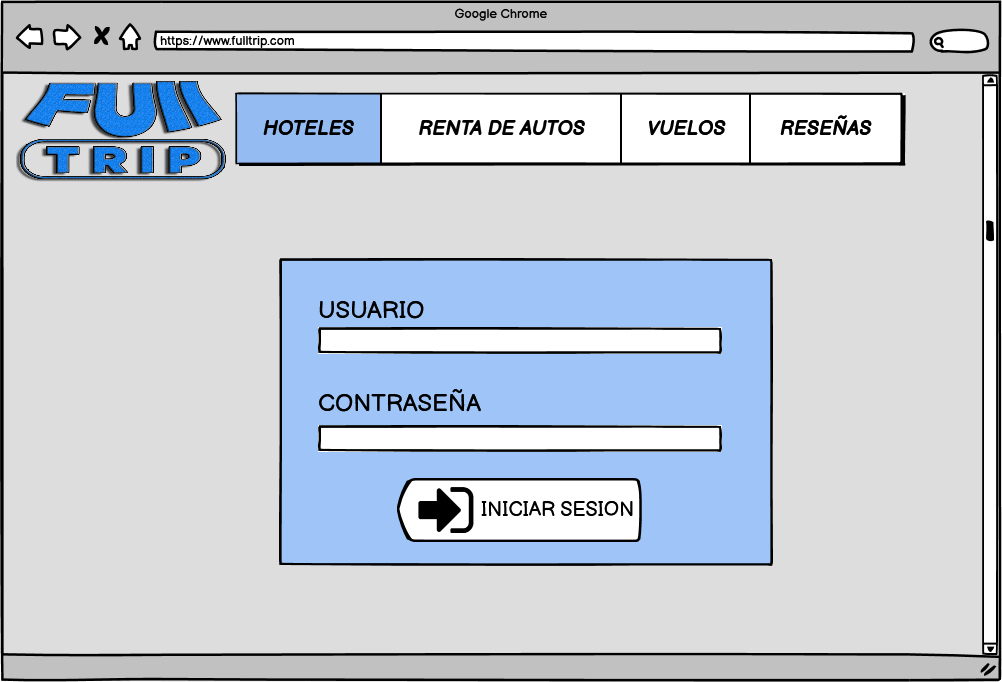 Google Chrome
https://www.fulltrip.com
FUll
TRIP
HOTELES RENTA DE AUTOS VUELOS RESEÑAS
USUARIO
CONTRASEÑA
INICIAR SESION